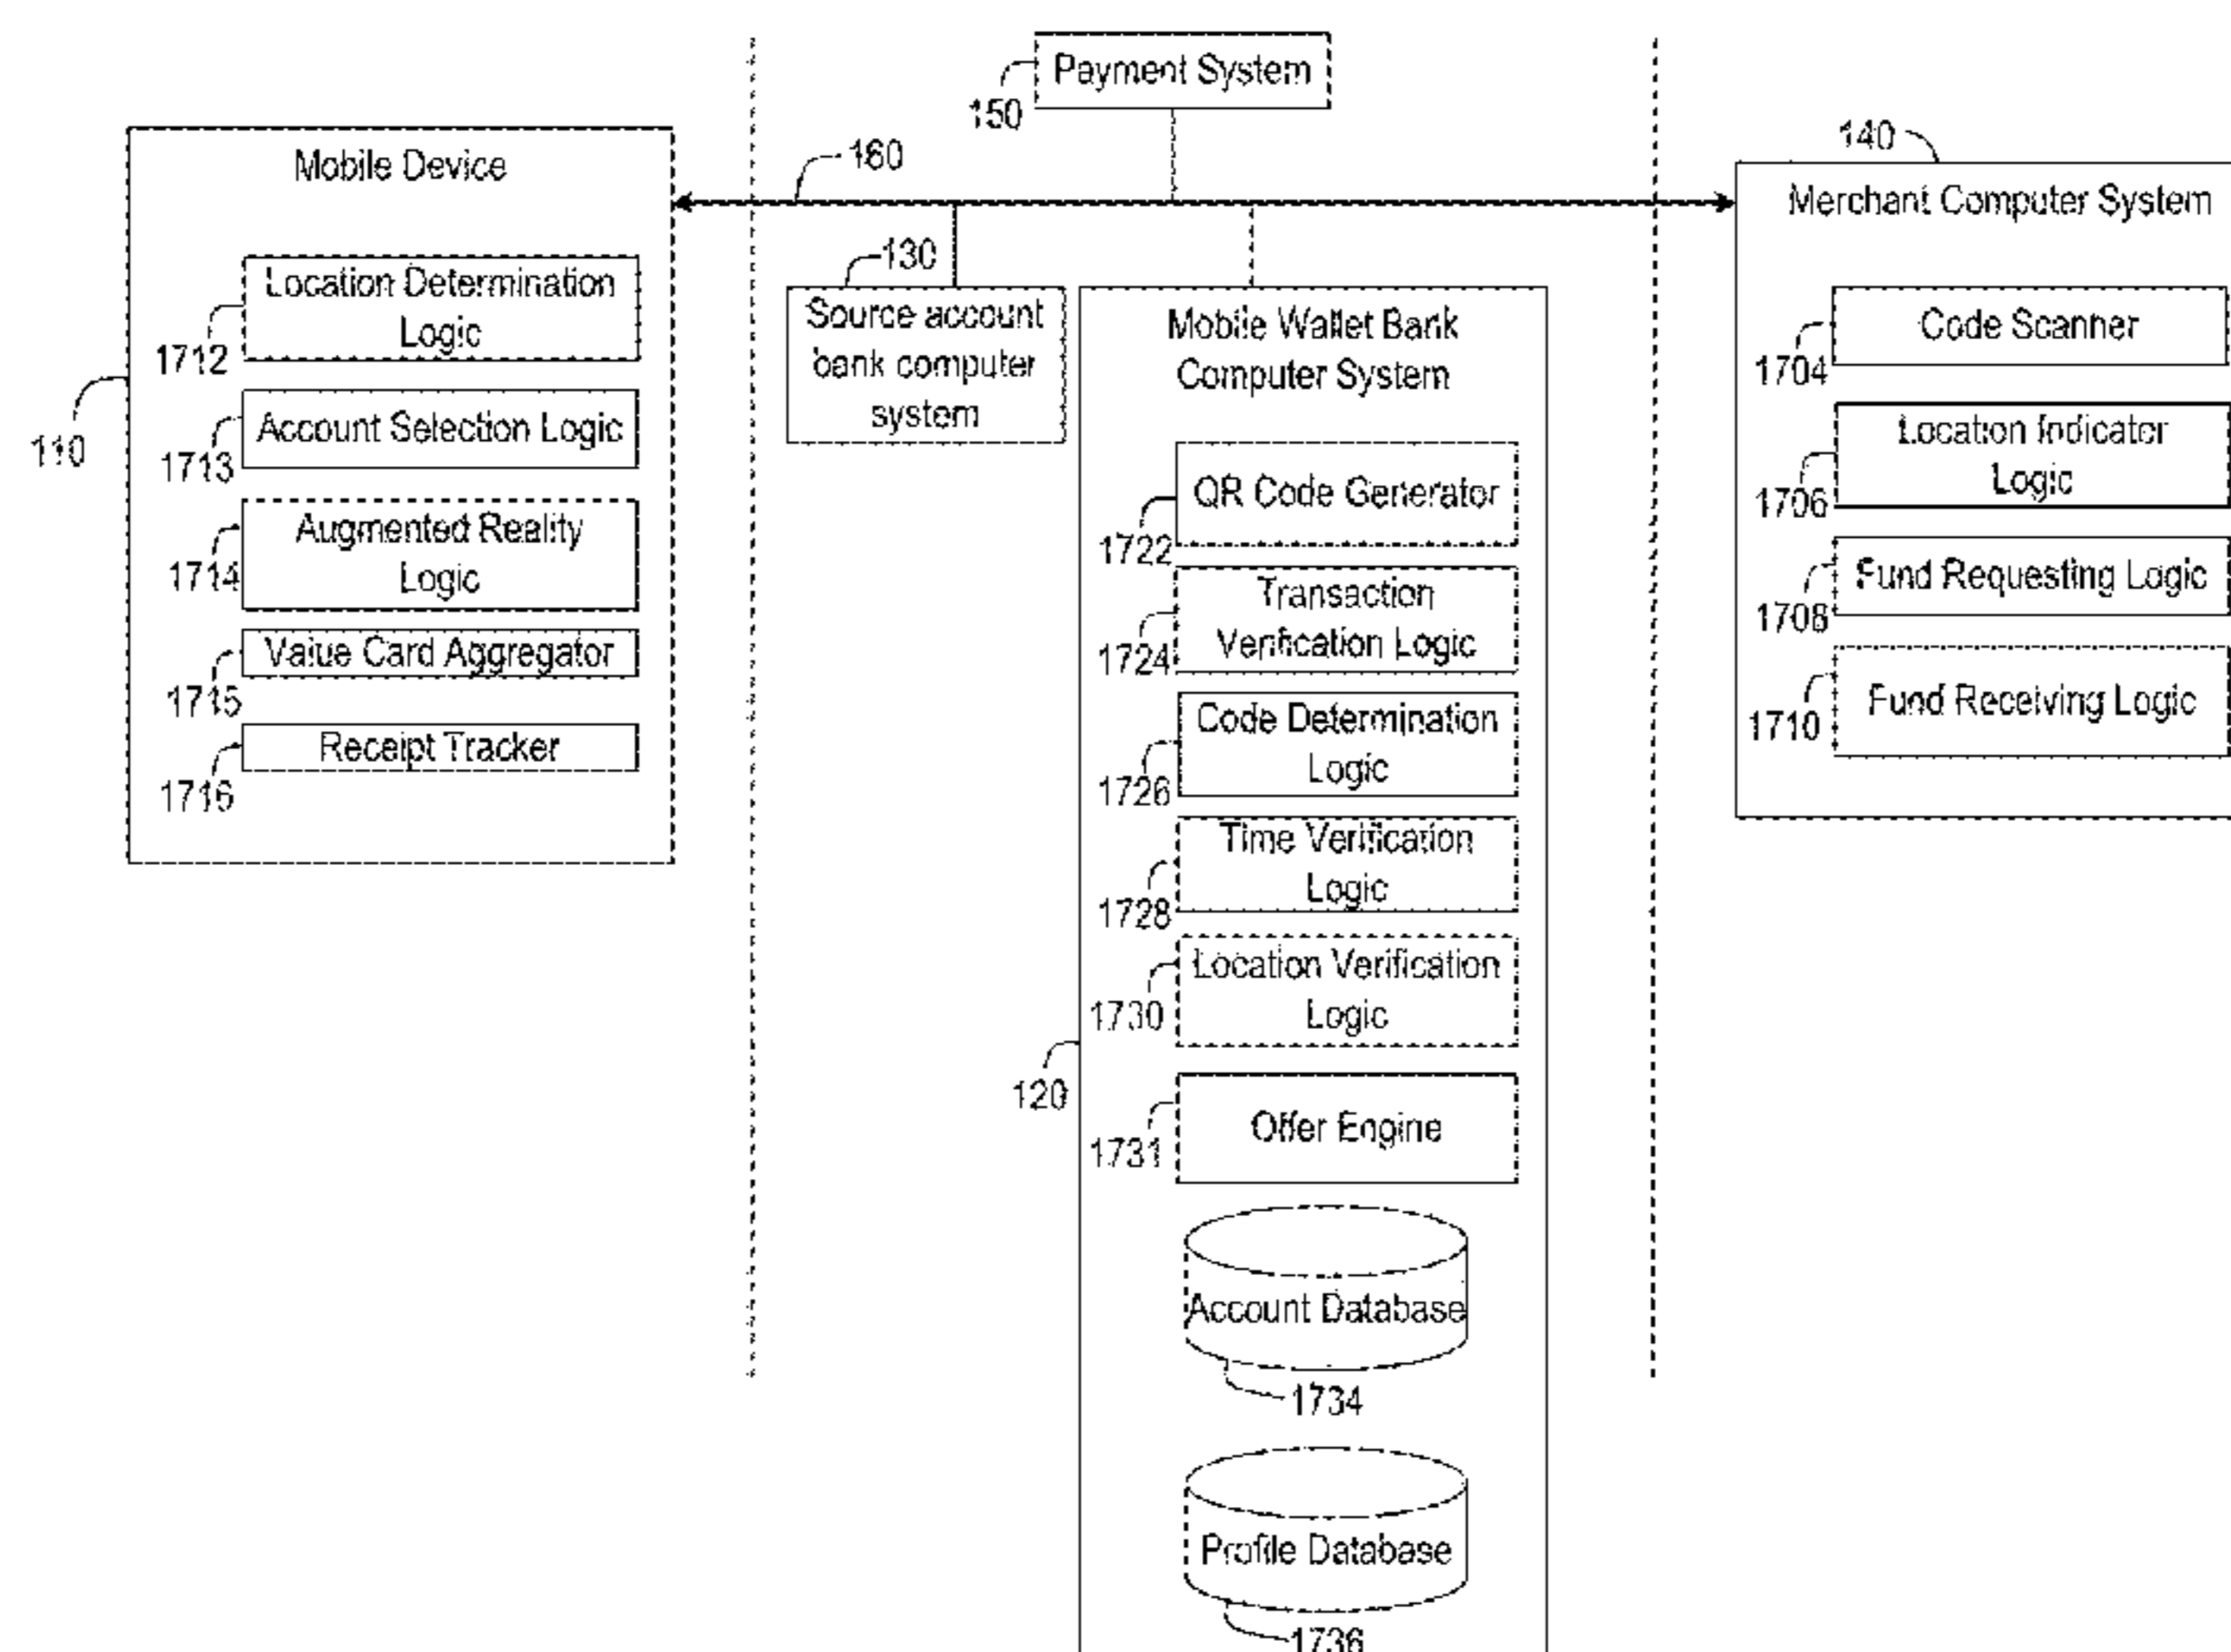 Payment System
150
160
140
Mobile Device
Merchant Computer System
110
Location Determination
Logic
1712
Account Selection Logic
1713
Augmented Reality
Logic
1714
Value Card Aggregator
1715
Receipt Tracker
1716
130
Source account
bank computer
system
Mobile Wallet Bank
Computer System
120
QR Code Generator
1722
Transaction
Verification Logic
1724
Code Determination
Logic
1726
Time Verification
Logic
1728
Location Verification
Logic
1730
Offer Engine
1731
Account Database
1734
Profile Database
1736
Code Scanner
1704
Location Indicator
Logic
1706
Fund Requesting Logic
1708
Fund Receiving Logic
1710